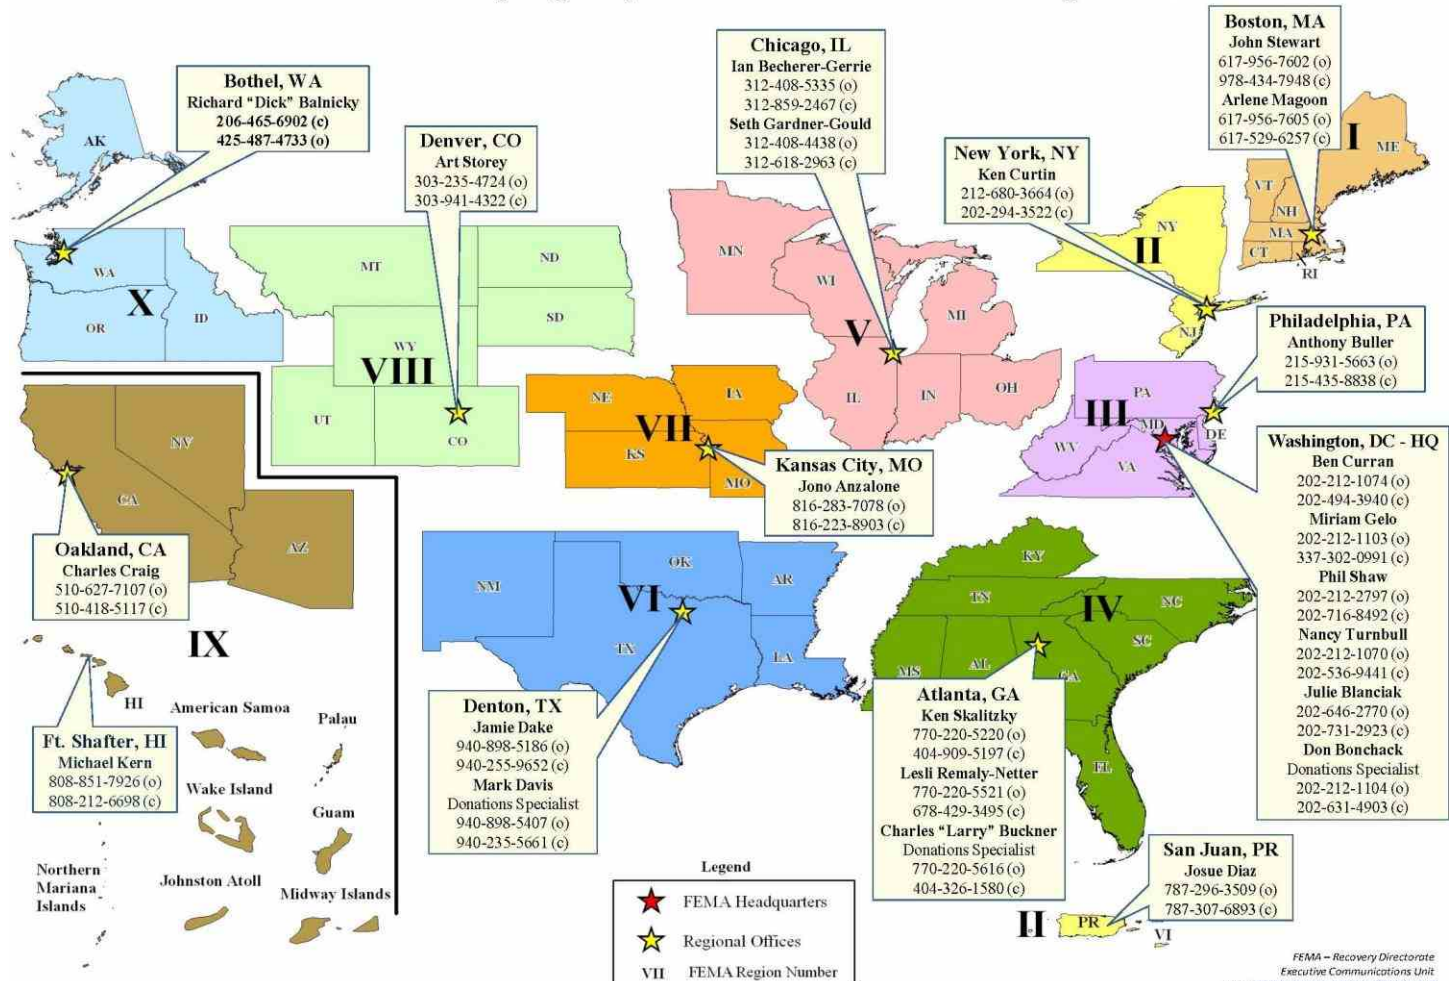 Bothel, WA
Richard "Dick" Balnicky
206-465-6902 (c)
425-487-4733 (o)
Denver, CO
Art Storey
303-235-4724 (o)
303-941-4322 (c)
Chicago, IL
Ian Becherer-Gerrie
312-408-5335 (o)
312-859-2467 (c)
Seth Gardner-Gould
312-408-4438 (o)
312-618-2963 (c)
New York, NY
Ken Curtin
212-680-3664 (o)
202-294-3522 (c)
Boston, MA
John Stewart
617-956-7602 (o)
978-434-7948 (c)
Arlene Magoon
617-956-7605 (o)
617-529-6257 (c)
Philadelphia, PA
Anthony Buller
215-931-5663 (o)
215-435-8838 (c)
Washington, DC - HQ
Ben Curran
202-212-1074 (o)
202-494-3940 (c)
Miriam Gelo
202-212-1103 (o)
337-302-0991 (c)
Phil Shaw
202-212-2797 (o)
202-716-8492 (c)
Nancy Turnbull
202-212-1070 (o)
202-536-9441 (c)
Julie Blanciak
202-646-2770 (o)
202-731-2923 (c)
Don Bonchack
Donations Specialist
202-212-1104 (o)
202-631-4903 (c)
Kansas City, MO
Jono Anzalone
816-283-7078 (o)
816-223-8903 (c)
Oakland, CA
Charles Craig
510-627-7107 (o)
510-418-5117 (c)
Ft. Shafter, HI
Michael Kern
808-851-7926 (o)
808-212-6698 (c)
Denton, TX
Jamie Dake
940-898-5186 (o)
940-255-9652 (c)
Mark Davis
Donations Specialist
940-898-5407 (o)
940-235-5661 (c)
Atlanta, GA
Ken Skalitzky
770-220-5220 (o)
404-909-5197 (c)
Lesli Remaly-Netter
770-220-5521 (o)
678-429-3495 (c)
Charles "Larry" Buckner
Donations Specialist
770-220-5616 (o)
404-326-1580 (c)
San Juan, PR
Josue Diaz
787-296-3509 (o)
787-307-6893 (c)
AK
WA
OR
ID
X
MT
ND
SD
WY
UT
CO
VIII
MN
WI
MI
IL
IN
OH
V
NE
IA
KS
MO
VII
NY
NJ
II
VT
NH
ME
MA
CT
RI
I
PA
MD
DE
WV
VA
III
NV
CA
AZ
IX
HI
American Samoa
Palau
Wake Island
Guam
Johnston Atoll
Midway Islands
Northern
Mariana
Islands
NM
OK
AR
TX
LA
VI
KY
TN
NC
SC
MS
AL
GA
FL
IV
II
PR
VI
Legend
FEMA Headquarters
Regional Offices
VII FEMA Region Number
FEMA – Recovery Directorate
Executive Communications Unit